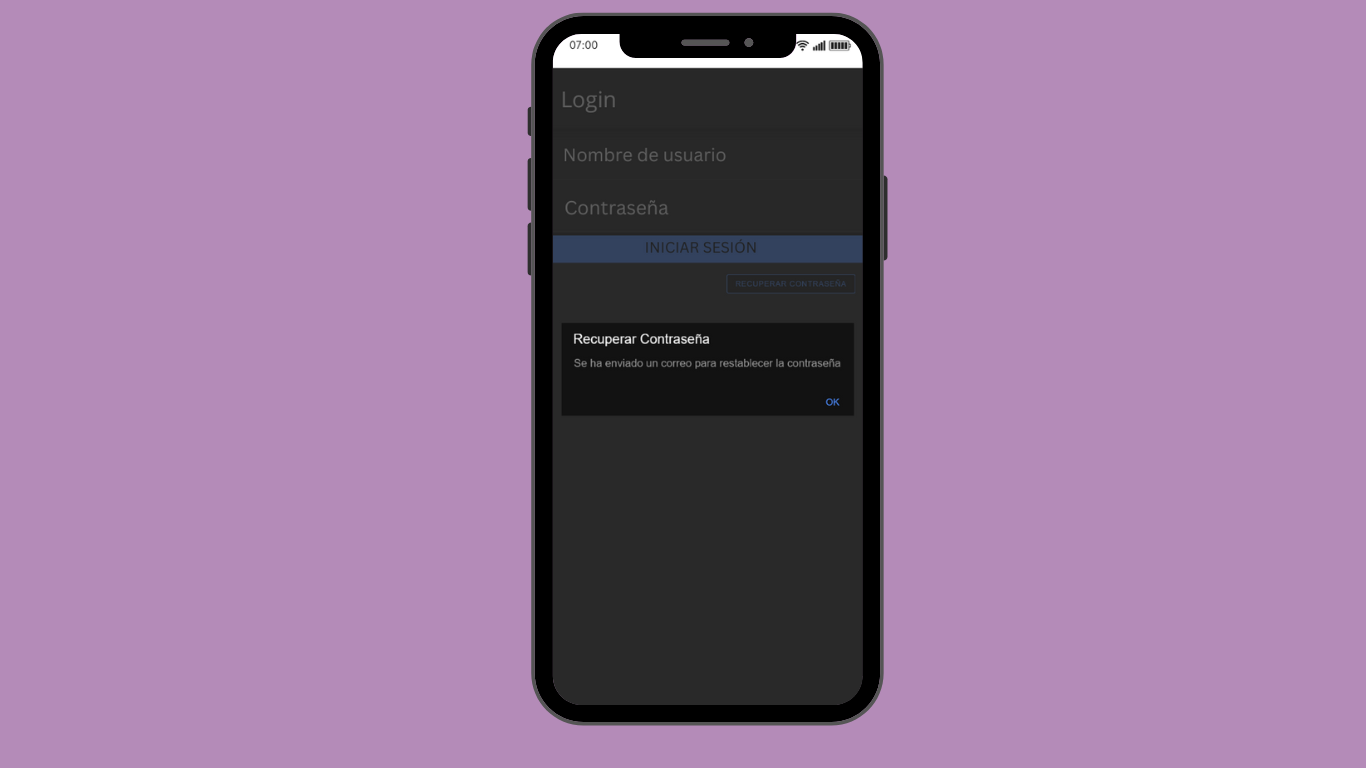 07:00
Login
Nombre de usuario
Contraseña
INICIAR SESIÓN
RECUPERAR CONTRASEÑA
Recuperar Contraseña
Se ha enviado un correo para restablecer la contraseña
OK